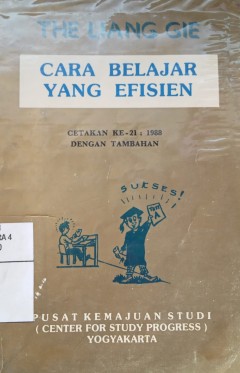 THE LIANG GIE
CARA BELAJAR
YANG EFISIEN
CETAKAN KE-21 : 1988
DENGAN TAMBAHAN
SUKSES!
PUSAT KEMAJUAN STUDI
( CENTER FOR STUDY PROGRESS )
YOGYAKARTA